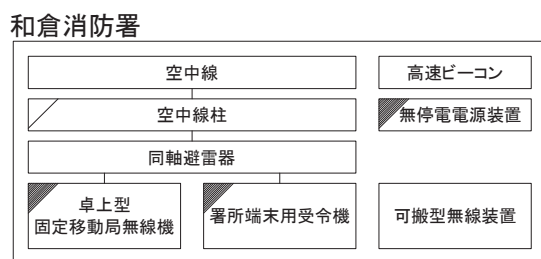 和倉消防署
空中線
高速ビーコン
空中線柱
無停電電源装置
同軸避雷器
卓上型
固定移動局無線機
署所端末用受令機
可搬型無線装置